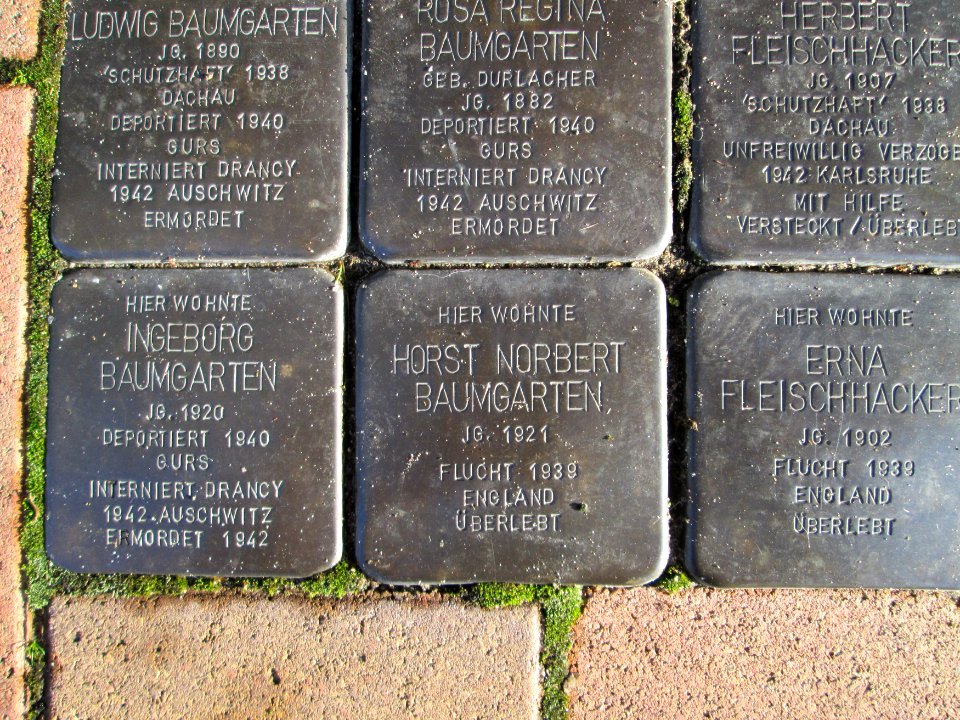 LUDWIG BAUMGARTEN
JG. 1890
'SCHUTZHAFT' 1938
DACHAU
DEPORTIERT 1940
GURS
INTERNIERT DRANCY
1942 AUSCHWITZ
ERMORDET
ROSA REGINA
BAUMGARTEN
GEB. DURLACHER
JG. 1882
DEPORTIERT 1940
GURS
INTERNIERT DRANCY
1942 AUSCHWITZ
ERMORDET
HERBERT
FLEISCHHACKER
JG. 1907
'SCHUTZHAFT' 1938
DACHAU
UNFREIWILLIG VERZOGE
1942 KARLSRUHE
MIT HILFE
VERSTECKT / ÜBERLEBT
HIER WOHNTE
INGEBORG
BAUMGARTEN
JG. 1920
DEPORTIERT 1940
GURS
INTERNIERT DRANCY
1942 AUSCHWITZ
ERMORDET 1942
HIER WOHNTE
HORST NORBERT
BAUMGARTEN
JG. 1921
FLUCHT 1939
ENGLAND
ÜBERLEBT
HIER WOHNTE
ERNA
FLEISCHHACKER
JG. 1902
FLUCHT 1939
ENGLAND
ÜBERLEBT